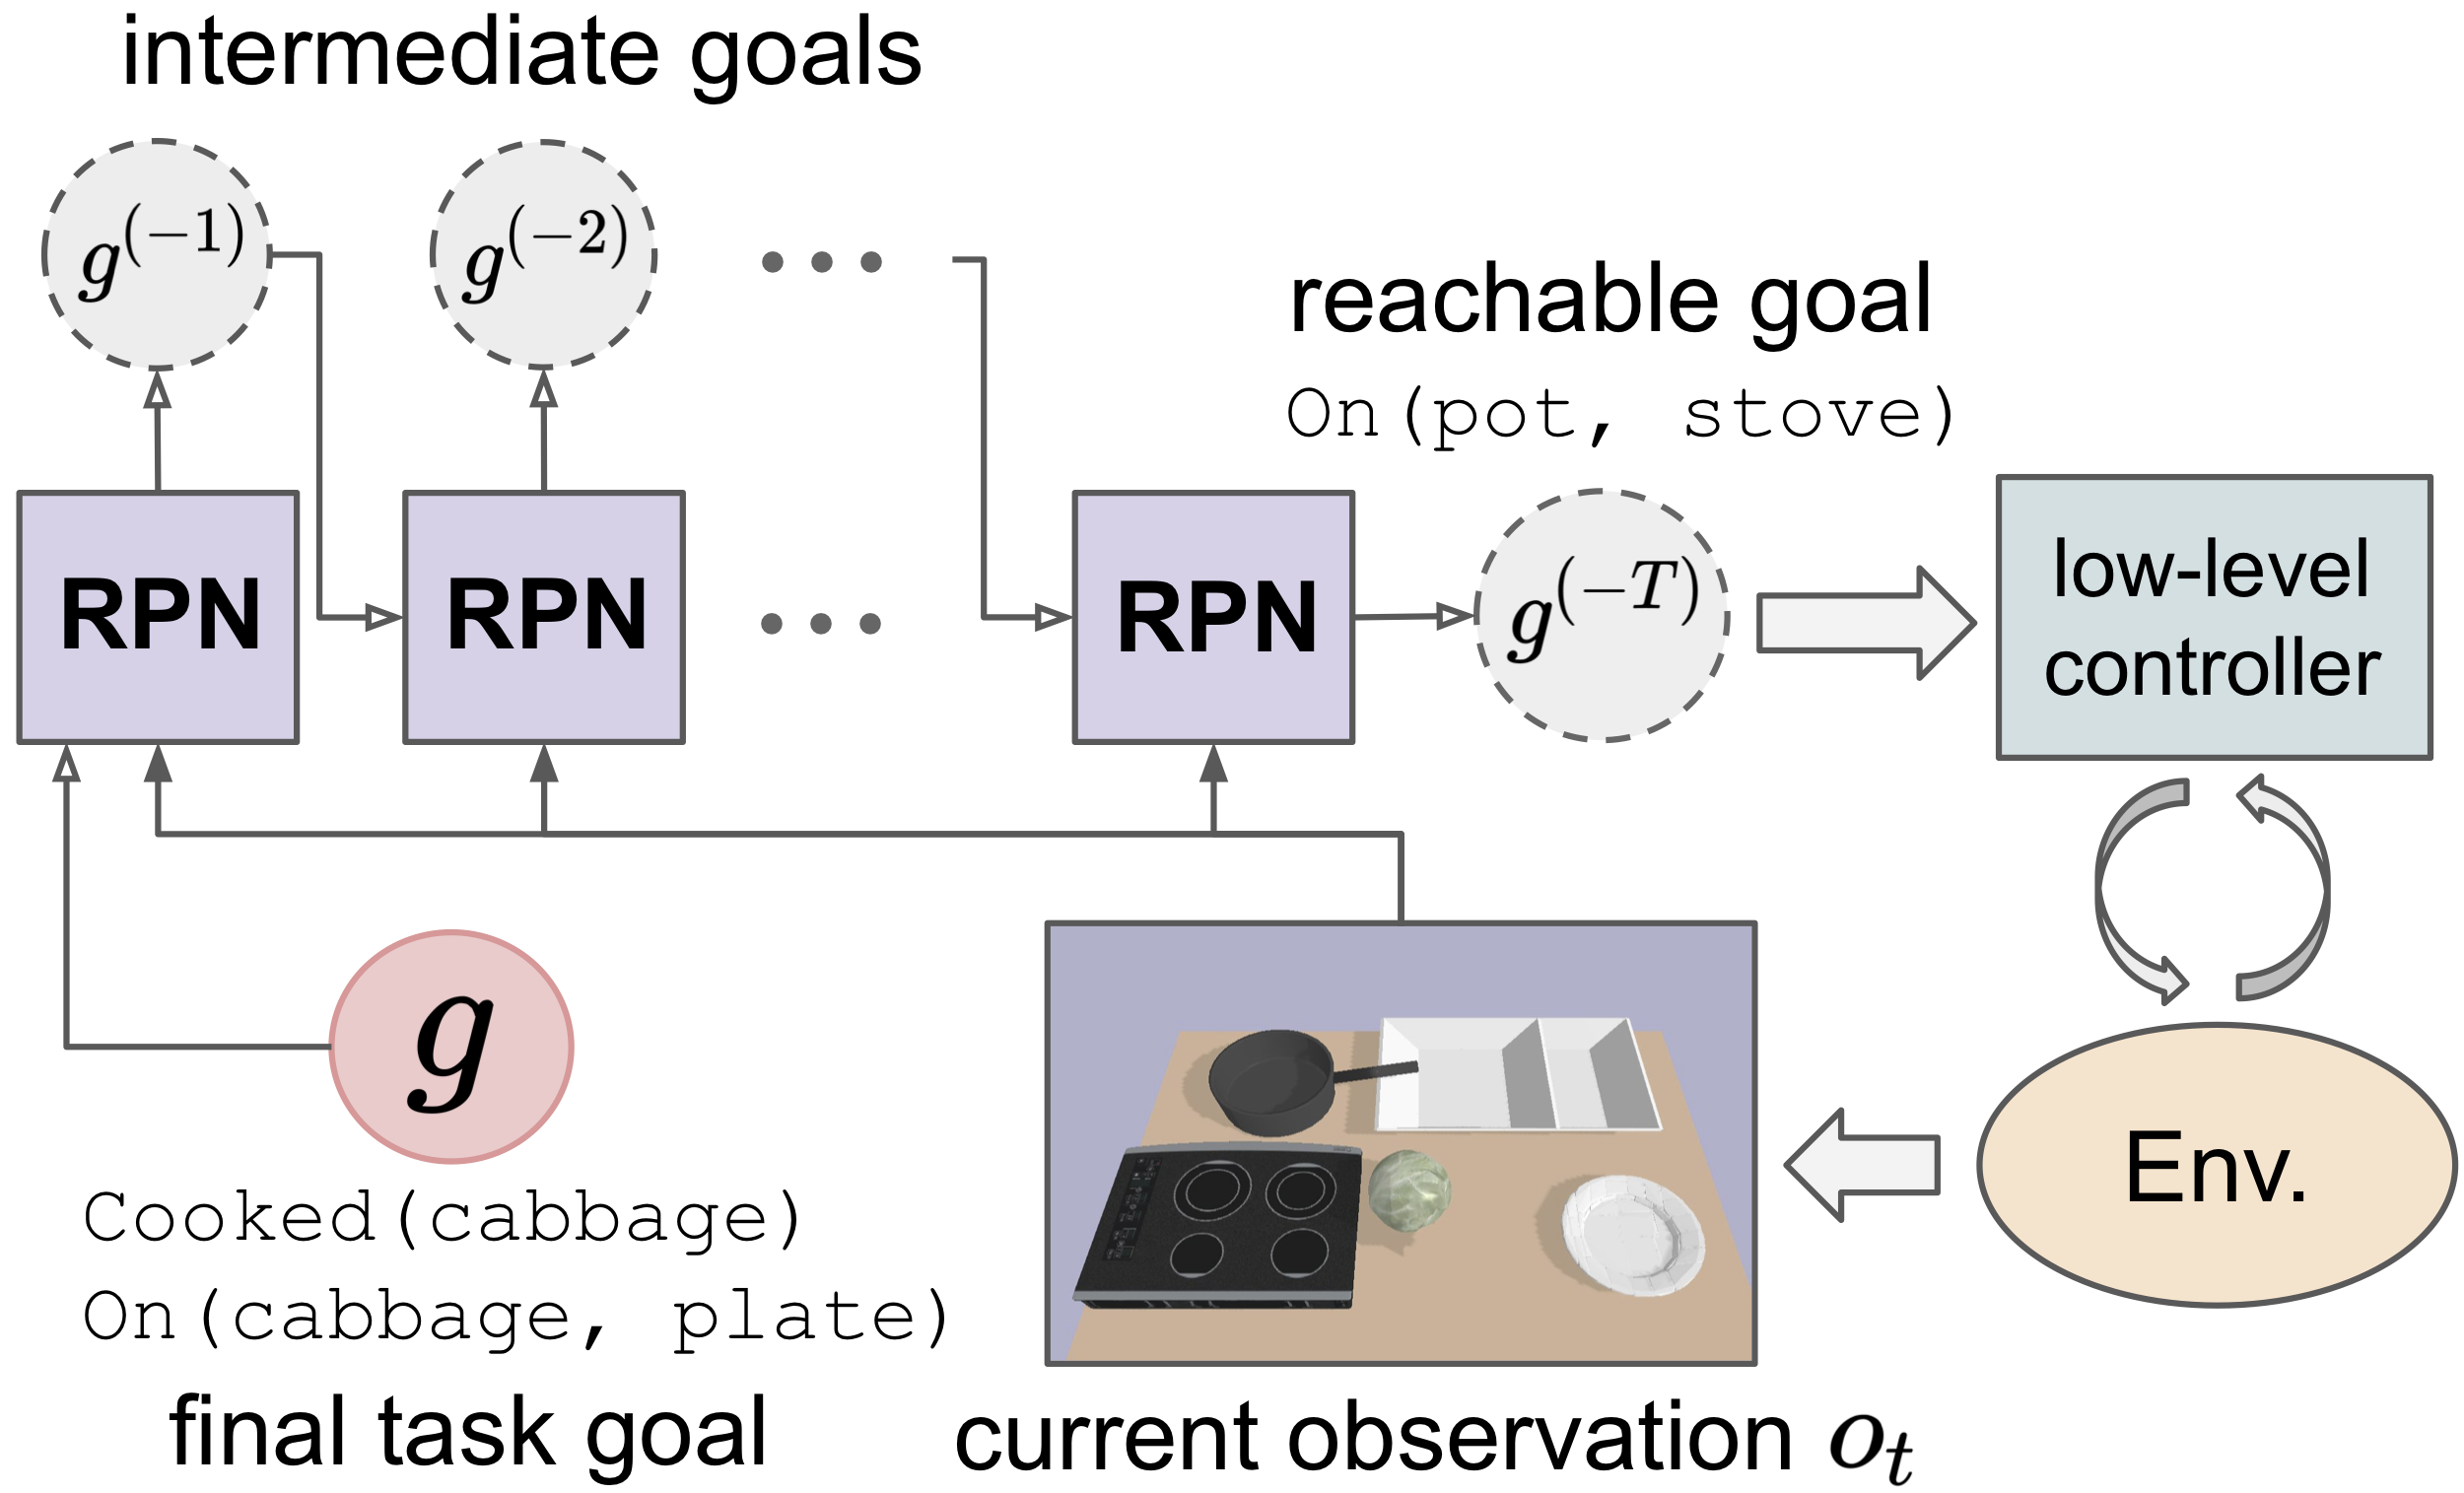 intermediate goals
g^(−1)
g^(−2)
reachable goal
On(pot, stove)
RPN
RPN
RPN
g^(−T)
low-level
controller
g
Cooked(cabbage)
On(cabbage, plate)
final task goal
current observation o_t
Env.